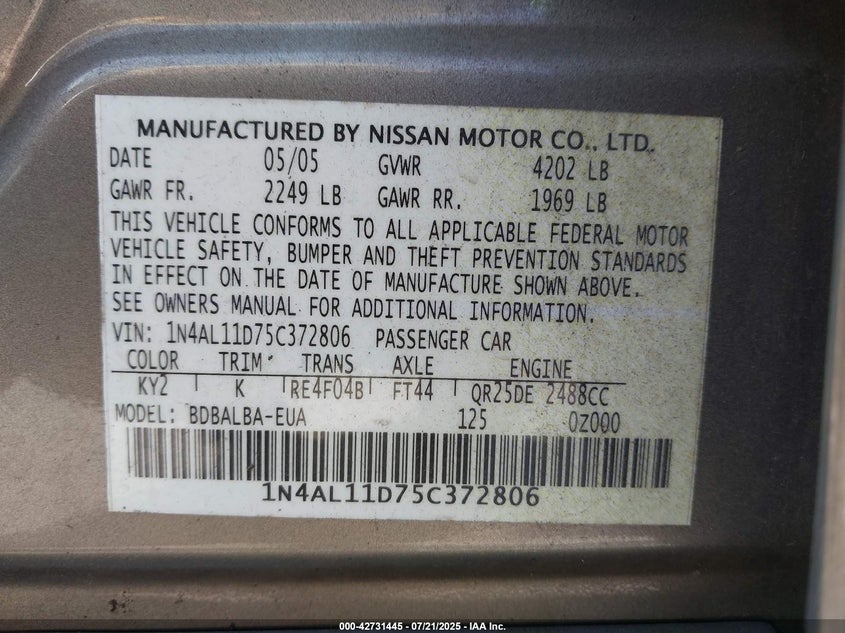 MANUFACTURED BY NISSAN MOTOR CO., LTD.
DATE 05/05 GVWR 4202 LB
GAWR FR. 2249 LB GAWR RR. 1969 LB
THIS VEHICLE CONFORMS TO ALL APPLICABLE FEDERAL MOTOR
VEHICLE SAFETY, BUMPER AND THEFT PREVENTION STANDARDS
IN EFFECT ON THE DATE OF MANUFACTURE SHOWN ABOVE.
SEE OWNERS MANUAL FOR ADDITIONAL INFORMATION.
VIN: 1N4AL11D75C372806 PASSENGER CAR
COLOR TRIM TRANS AXLE ENGINE
KY2 K RE4F04B FT44 QR25DE 2488CC
MODEL: BDBALBA-EUA 125 0Z000
1N4AL11D75C372806
000-42731445 - 07/21/2025 - IAA Inc.